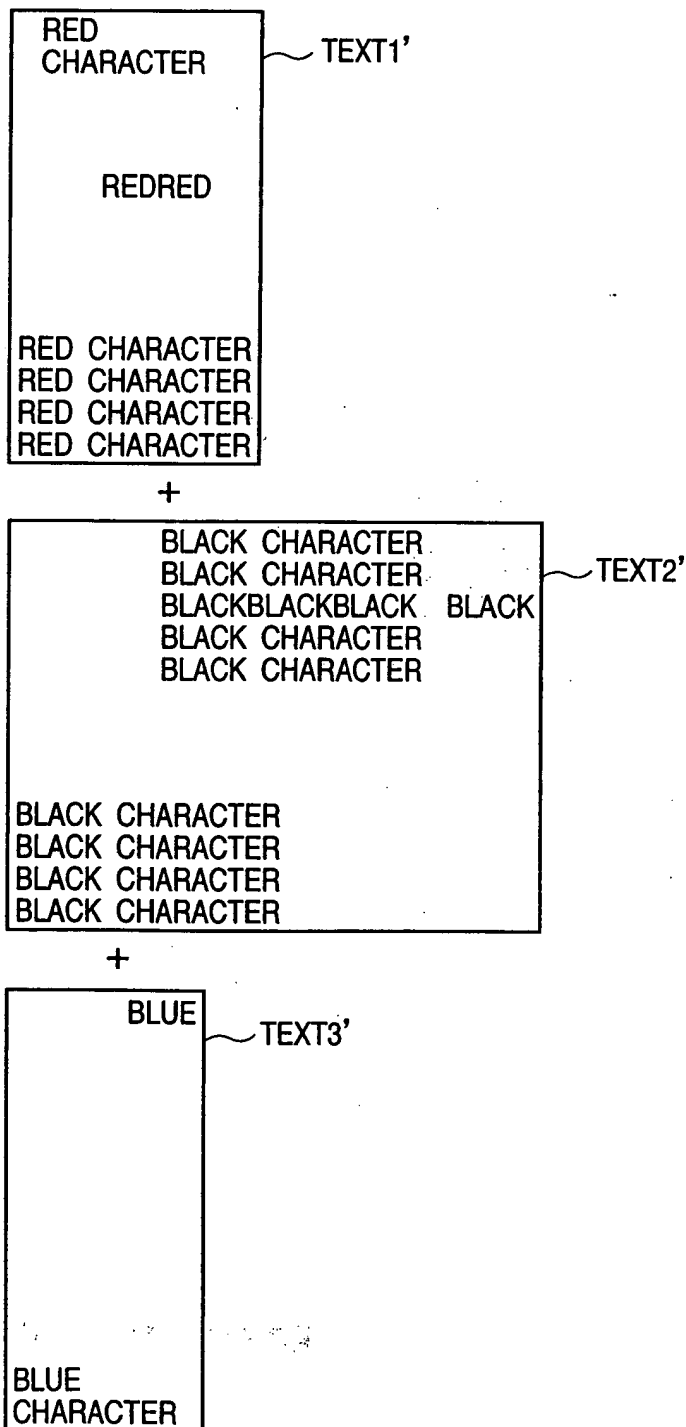 RED
CHARACTER
TEXT1’
REDRED
RED CHARACTER
RED CHARACTER
RED CHARACTER
RED CHARACTER
+
BLACK CHARACTER
BLACK CHARACTER
TEXT2’
BLACKBLACKBLACK BLACK
BLACK CHARACTER
BLACK CHARACTER
BLACK CHARACTER
BLACK CHARACTER
BLACK CHARACTER
BLACK CHARACTER
+
BLUE
TEXT3’
BLUE
CHARACTER